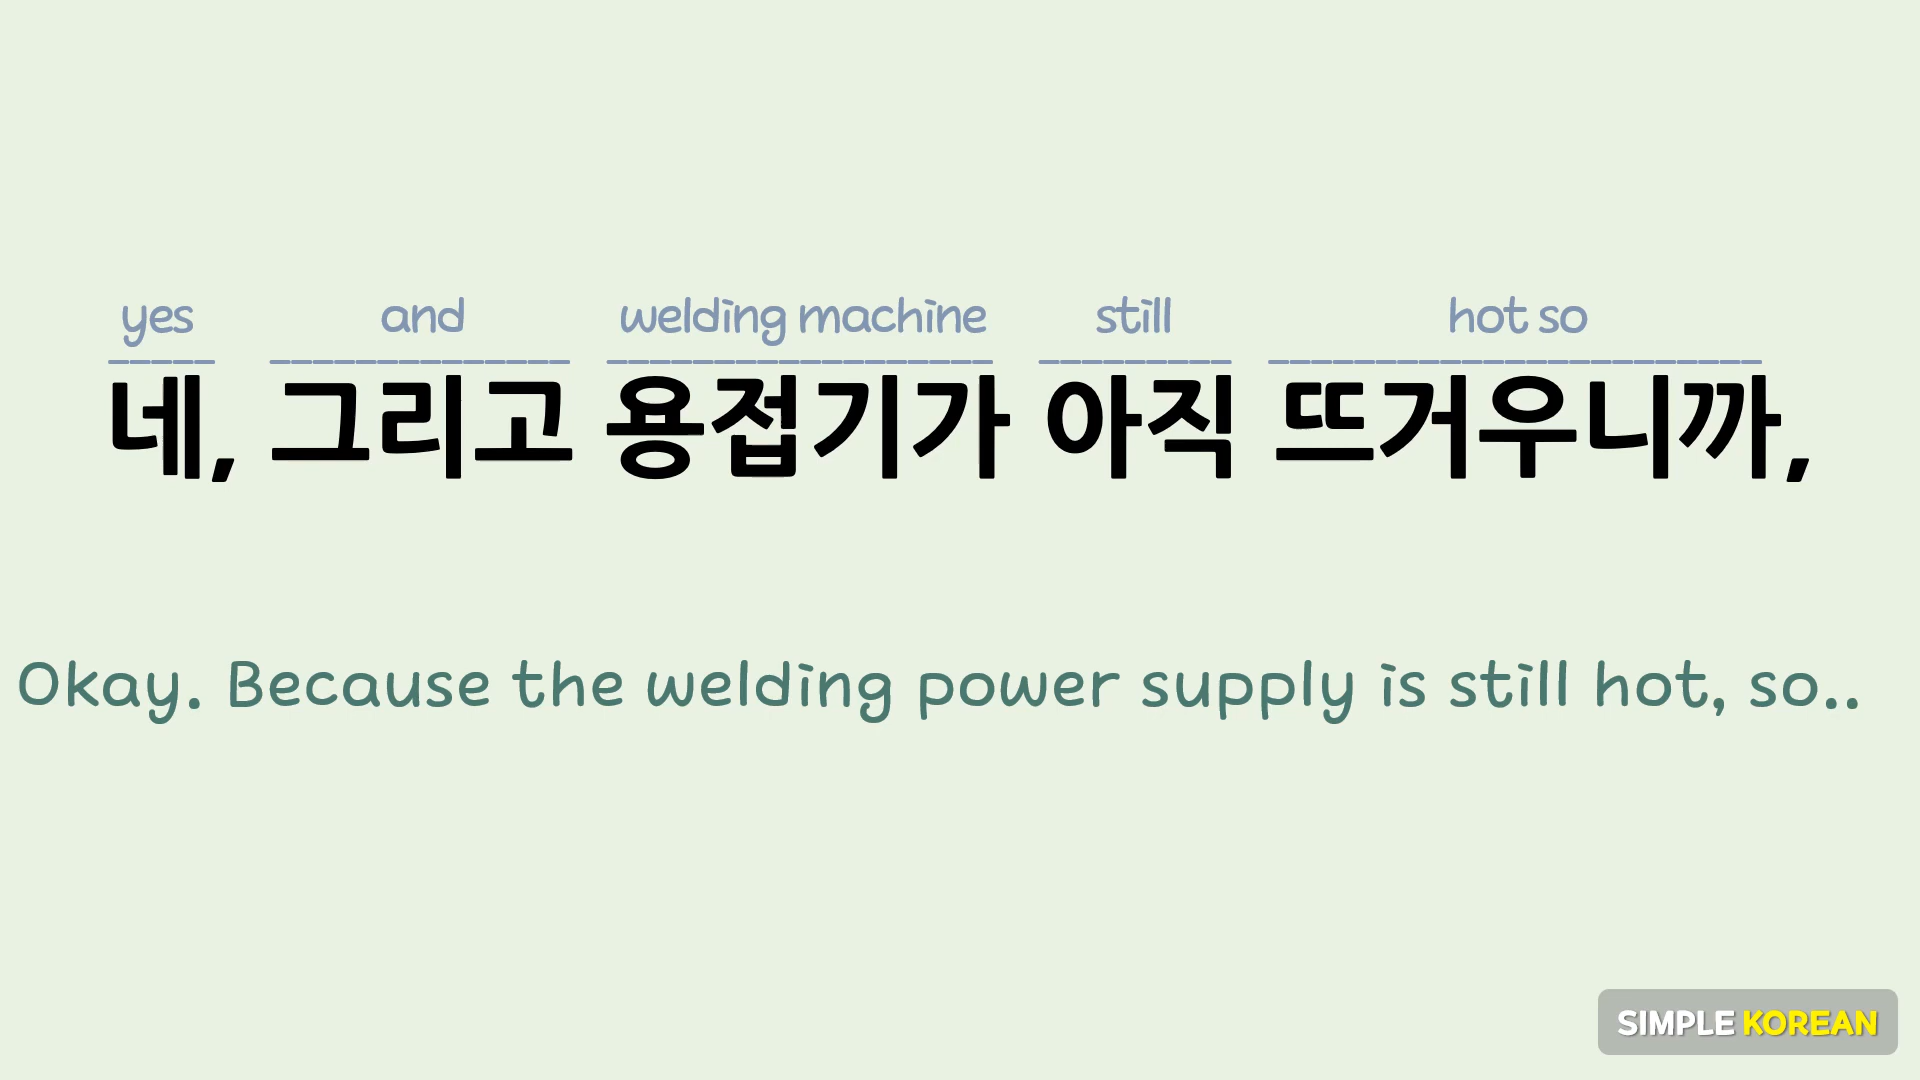 yes and welding machine still hot so
네, 그리고 용접기가 아직 뜨거우니까,
Okay. Because the welding power supply is still hot, so..
SIMPLE KOREAN